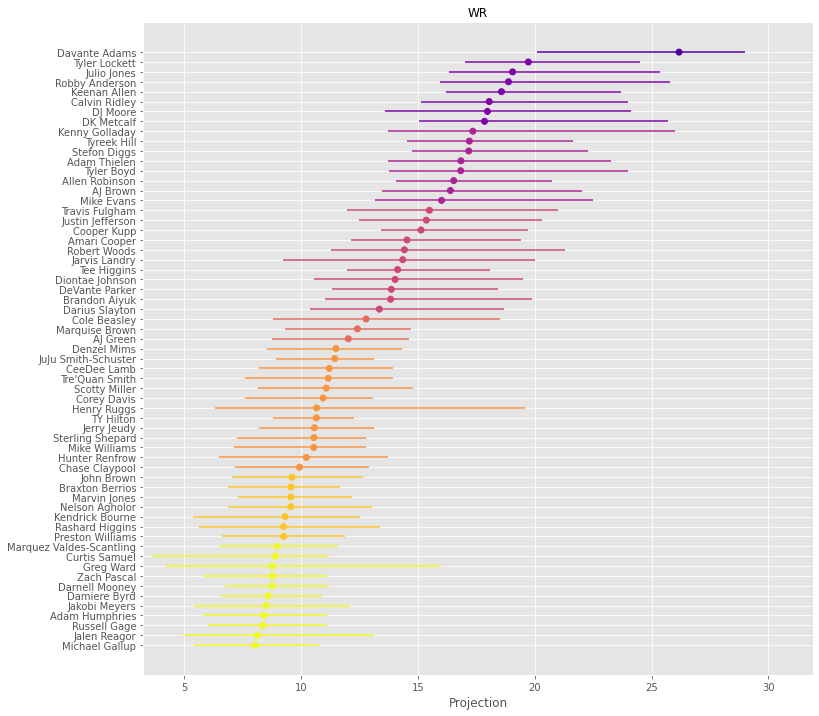 WR
Davante Adams
Tyler Lockett
Julio Jones
Robby Anderson
Keenan Allen
Calvin Ridley
DJ Moore
DK Metcalf
Kenny Golladay
Tyreek Hill
Stefon Diggs
Adam Thielen
Tyler Boyd
Allen Robinson
AJ Brown
Mike Evans
Travis Fulgham
Justin Jefferson
Cooper Kupp
Amari Cooper
Robert Woods
Jarvis Landry
Tee Higgins
Diontae Johnson
DeVante Parker
Brandon Aiyuk
Darius Slayton
Cole Beasley
Marquise Brown
AJ Green
Denzel Mims
JuJu Smith-Schuster
CeeDee Lamb
Tre'Quan Smith
Scotty Miller
Corey Davis
Henry Ruggs
TY Hilton
Jerry Jeudy
Sterling Shepard
Mike Williams
Hunter Renfrow
Chase Claypool
John Brown
Braxton Berrios
Marvin Jones
Nelson Agholor
Kendrick Bourne
Rashard Higgins
Preston Williams
Marquez Valdes-Scantling
Curtis Samuel
Greg Ward
Zach Pascal
Darnell Mooney
Damiere Byrd
Jakobi Meyers
Adam Humphries
Russell Gage
Jalen Reagor
Michael Gallup
5 10 15 20 25 30
Projection